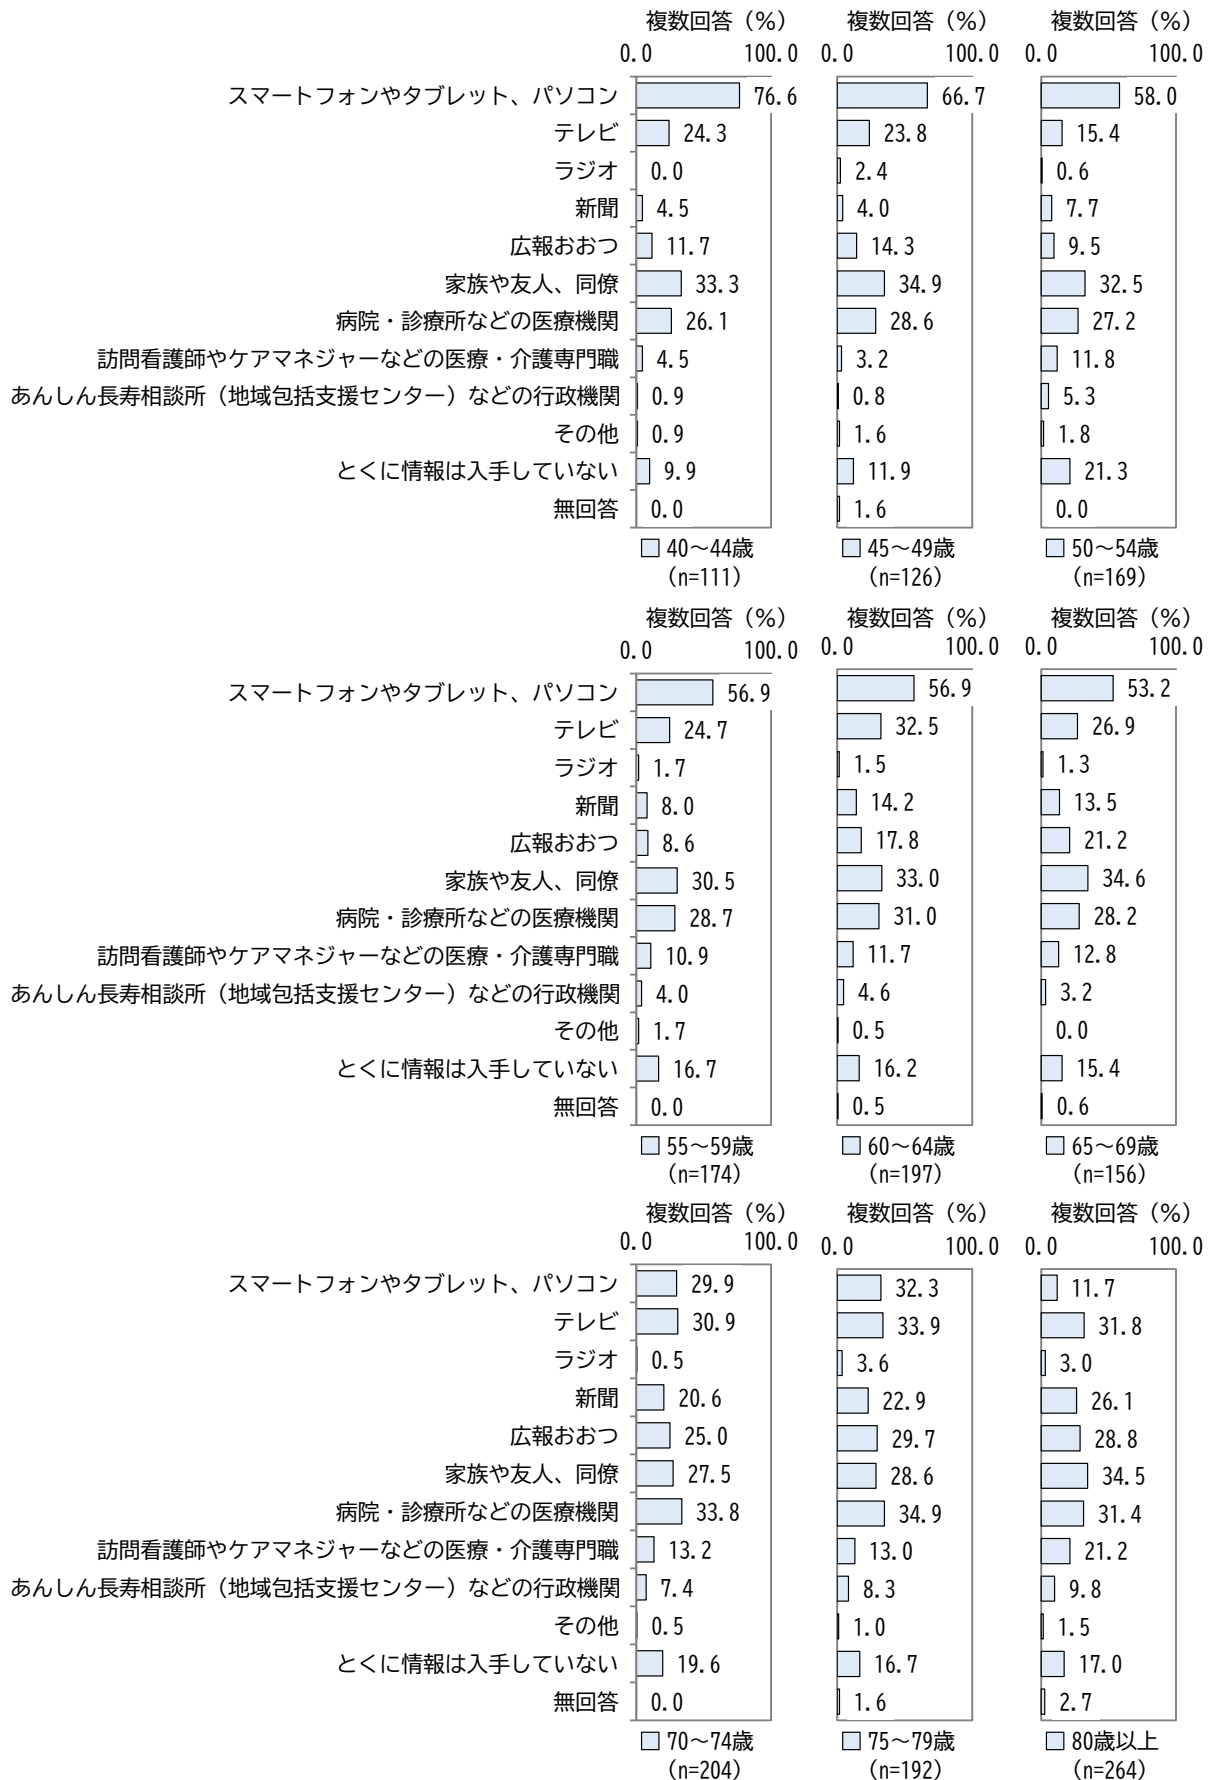 複数回答（％） 複数回答（％） 複数回答（％）
0.0 100.0 0.0 100.0 0.0 100.0
スマートフォンやタブレット、パソコン 76.6 66.7 58.0
テレビ 24.3 23.8 15.4
ラジオ 0.0 2.4 0.6
新聞 4.5 4.0 7.7
広報おおつ 11.7 14.3 9.5
家族や友人、同僚 33.3 34.9 32.5
病院・診療所などの医療機関 26.1 28.6 27.2
訪問看護師やケアマネジャーなどの医療・介護専門職 4.5 3.2 11.8
あんしん長寿相談所（地域包括支援センター）などの行政機関 0.9 0.8 5.3
その他 0.9 1.6 1.8
とくに情報は入手していない 9.9 11.9 21.3
無回答 0.0 1.6 0.0
40～44歳 45～49歳 50～54歳
（n=111） （n=126） （n=169）
複数回答（％） 複数回答（％） 複数回答（％）
0.0 100.0 0.0 100.0 0.0 100.0
スマートフォンやタブレット、パソコン 56.9 56.9 53.2
テレビ 24.7 32.5 26.9
ラジオ 1.7 1.5 1.3
新聞 8.0 14.2 13.5
広報おおつ 8.6 17.8 21.2
家族や友人、同僚 30.5 33.0 34.6
病院・診療所などの医療機関 28.7 31.0 28.2
訪問看護師やケアマネジャーなどの医療・介護専門職 10.9 11.7 12.8
あんしん長寿相談所（地域包括支援センター）などの行政機関 4.0 4.6 3.2
その他 1.7 0.5 0.0
とくに情報は入手していない 16.7 16.2 15.4
無回答 0.0 0.5 0.6
55～59歳 60～64歳 65～69歳
（n=174） （n=197） （n=156）
複数回答（％） 複数回答（％） 複数回答（％）
0.0 100.0 0.0 100.0 0.0 100.0
スマートフォンやタブレット、パソコン 29.9 32.3 11.7
テレビ 30.9 33.9 31.8
ラジオ 0.5 3.6 3.0
新聞 20.6 22.9 26.1
広報おおつ 25.0 29.7 28.8
家族や友人、同僚 27.5 28.6 34.5
病院・診療所などの医療機関 33.8 34.9 31.4
訪問看護師やケアマネジャーなどの医療・介護専門職 13.2 13.0 21.2
あんしん長寿相談所（地域包括支援センター）などの行政機関 7.4 8.3 9.8
その他 0.5 1.0 1.5
とくに情報は入手していない 19.6 16.7 17.0
無回答 0.0 1.6 2.7
70～74歳 75～79歳 80歳以上
（n=204） （n=192） （n=264）